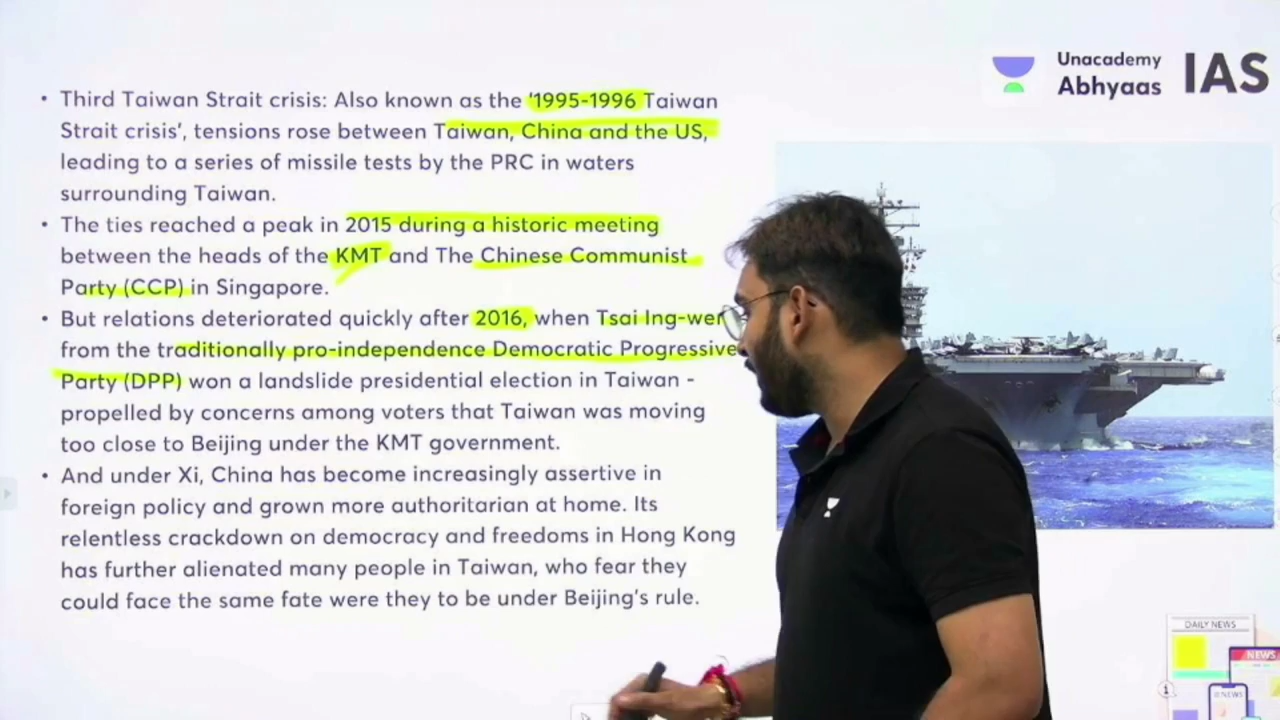 Unacademy
Abhyaas
IAS
• Third Taiwan Strait crisis: Also known as the '1995-1996 Taiwan
Strait crisis', tensions rose between Taiwan, China and the US,
leading to a series of missile tests by the PRC in waters
surrounding Taiwan.
• The ties reached a peak in 2015 during a historic meeting
between the heads of the KMT and The Chinese Communist
Party (CCP) in Singapore.
• But relations deteriorated quickly after 2016, when Tsai Ing-wen
from the traditionally pro-independence Democratic Progressive
Party (DPP) won a landslide presidential election in Taiwan -
propelled by concerns among voters that Taiwan was moving
too close to Beijing under the KMT government.
• And under Xi, China has become increasingly assertive in
foreign policy and grown more authoritarian at home. Its
relentless crackdown on democracy and freedoms in Hong Kong
has further alienated many people in Taiwan, who fear they
could face the same fate were they to be under Beijing's rule.
DAILY NEWS
NEWS
NEWS